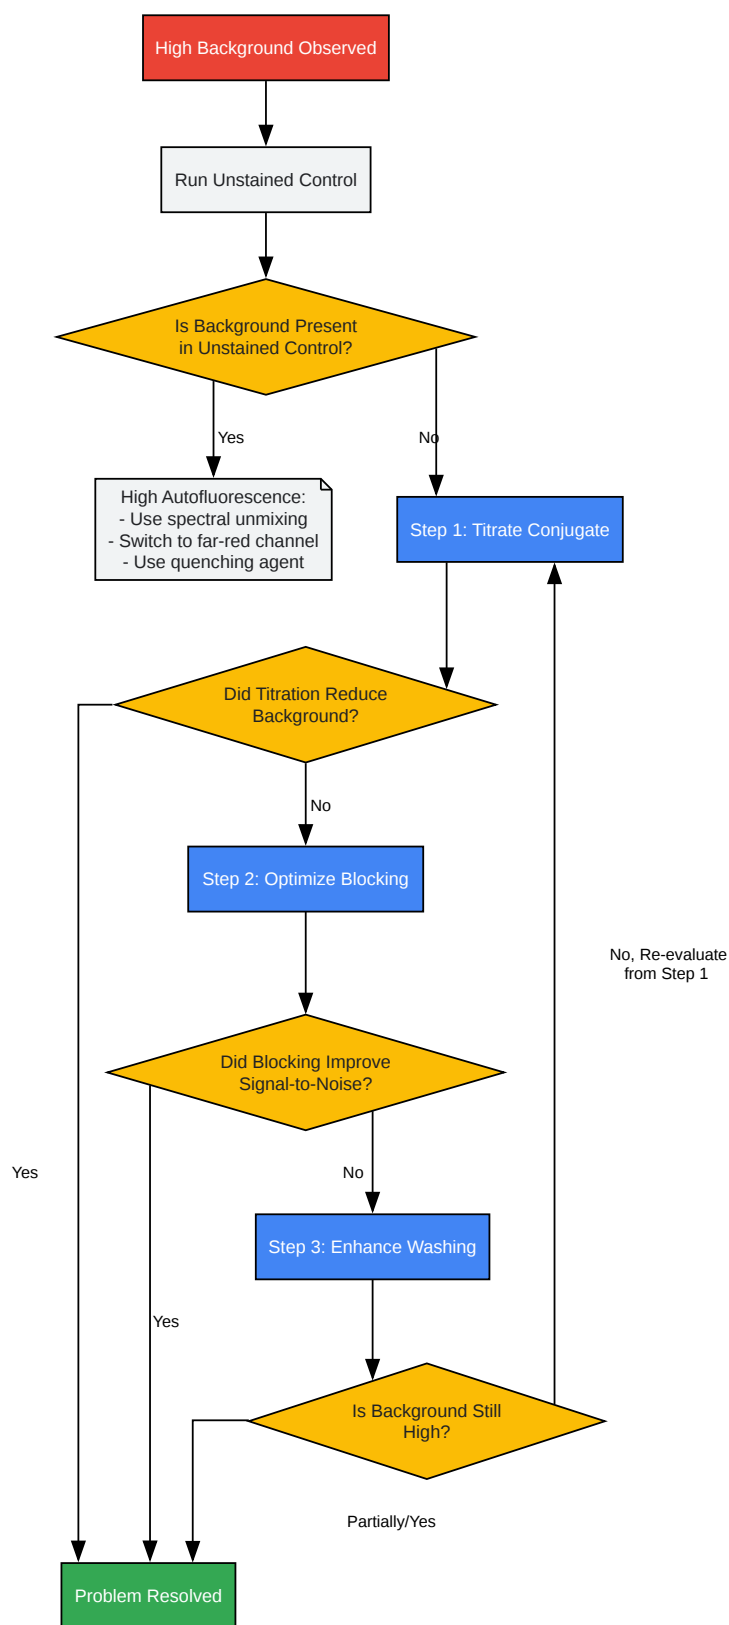 High Background Observed
Run Unstained Control
Is Background Present
in Unstained Control?
Yes
No
High Autofluorescence:
- Use spectral unmixing
- Switch to far-red channel
- Use quenching agent
Step 1: Titrate Conjugate
Did Titration Reduce
Background?
No
Step 2: Optimize Blocking
No, Re-evaluate
from Step 1
Did Blocking Improve
Signal-to-Noise?
Yes
No
Step 3: Enhance Washing
Yes
Is Background Still
High?
Partially/Yes
Problem Resolved